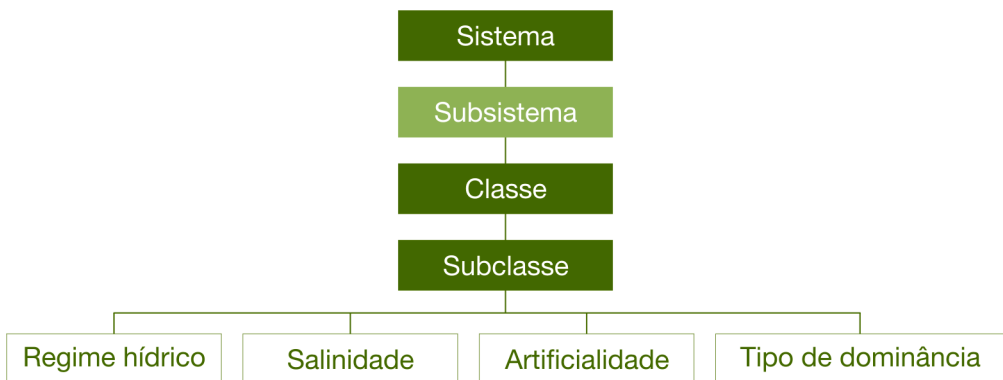 Sistema
Subsistema
Classe
Subclasse
Regime hídrico
Salinidade
Artificialidade
Tipo de dominância